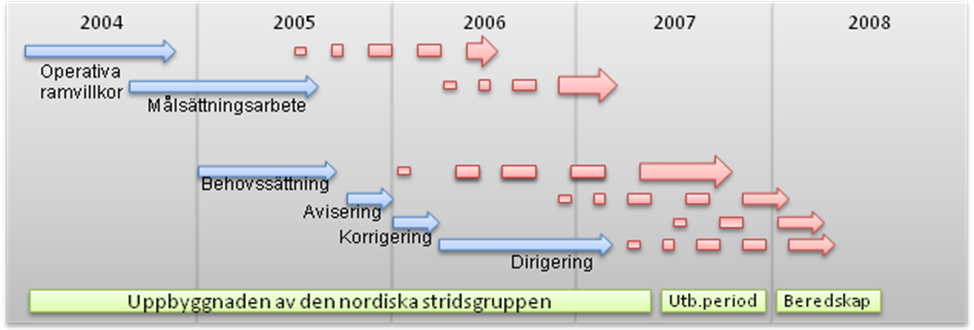 2004 2005 2006 2007 2008
Operativa
ramvillkor
Målsättningsarbete
Behovssättning
Avisering
Korrigering
Dirigering
Uppbyggnaden av den nordiska stridsgruppen Utb.period Beredskap